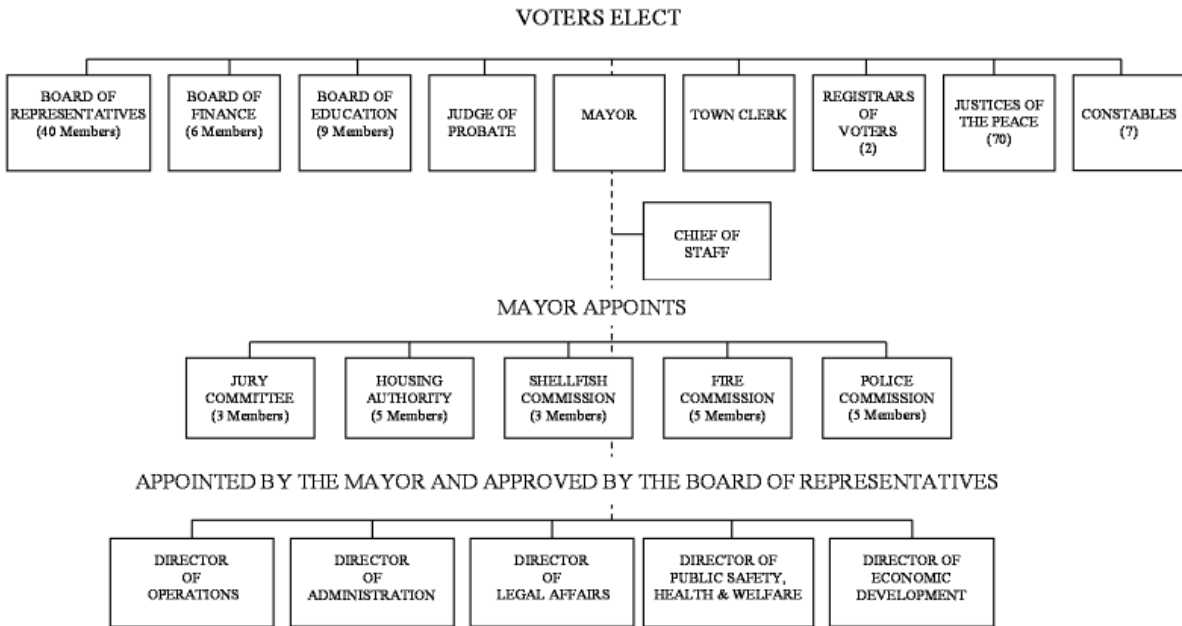 VOTERS ELECT
BOARD OF
REPRESENTATIVES
(40 Members)
BOARD OF
FINANCE
(6 Members)
BOARD OF
EDUCATION
(9 Members)
JUDGE OF
PROBATE
MAYOR
TOWN CLERK
REGISTRARS
OF
VOTERS
(2)
JUSTICES OF
THE PEACE
(70)
CONSTABLES
(7)
CHIEF OF
STAFF
MAYOR APPOINTS
JURY
COMMITTEE
(3 Members)
HOUSING
AUTHORITY
(5 Members)
SHELLFISH
COMMISSION
(3 Members)
FIRE
COMMISSION
(5 Members)
POLICE
COMMISSION
(5 Members)
APPOINTED BY THE MAYOR AND APPROVED BY THE BOARD OF REPRESENTATIVES
DIRECTOR
OF
OPERATIONS
DIRECTOR
OF
ADMINISTRATION
DIRECTOR
OF
LEGAL AFFAIRS
DIRECTOR OF
PUBLIC SAFETY,
HEALTH & WELFARE
DIRECTOR OF
ECONOMIC
DEVELOPMENT